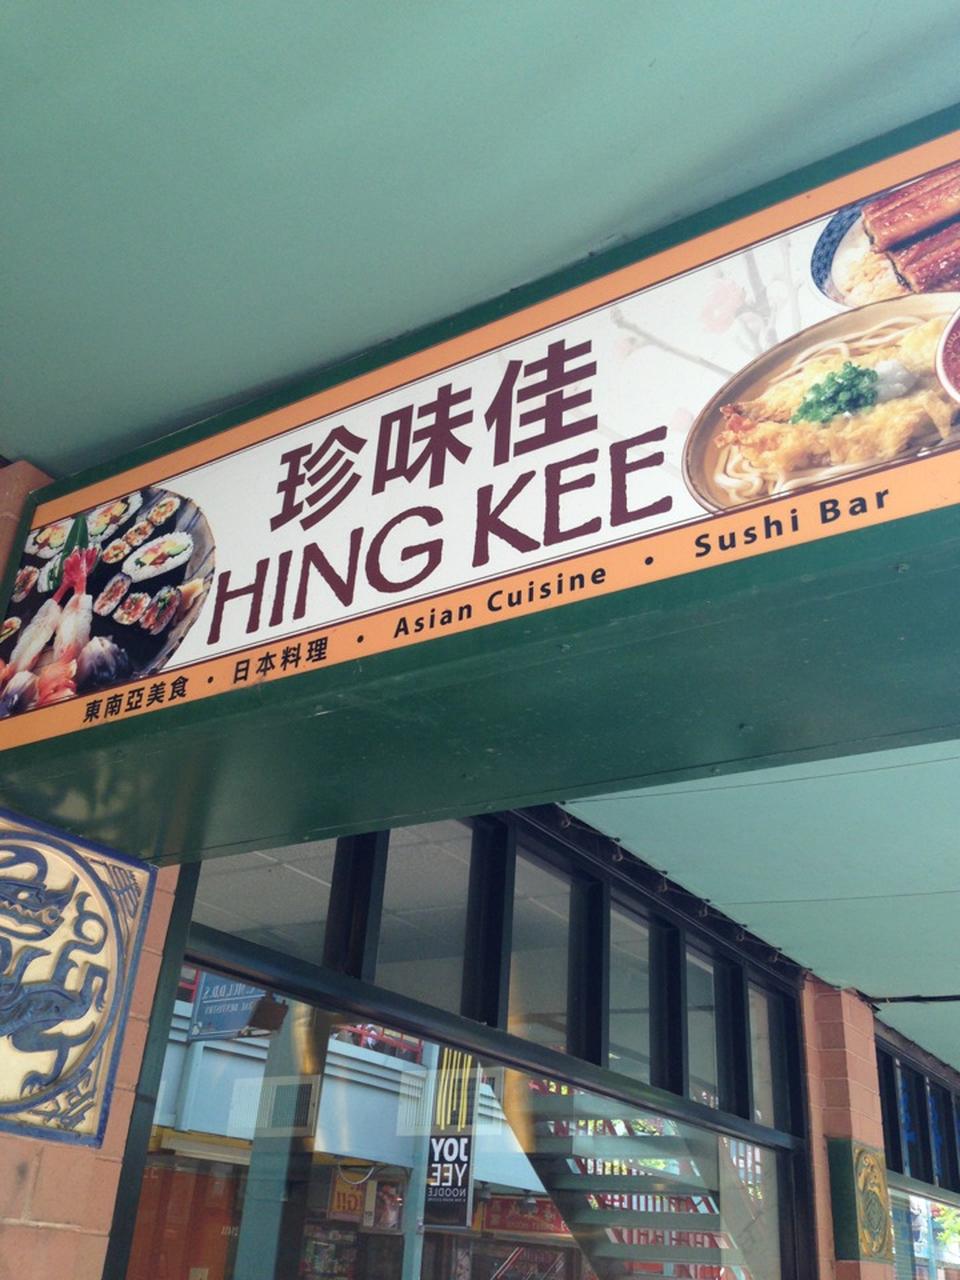 珍味佳
HING KEE
東南亞美食 · 日本料理 · Asian Cuisine · Sushi Bar
JOY
YEE
NOODLE